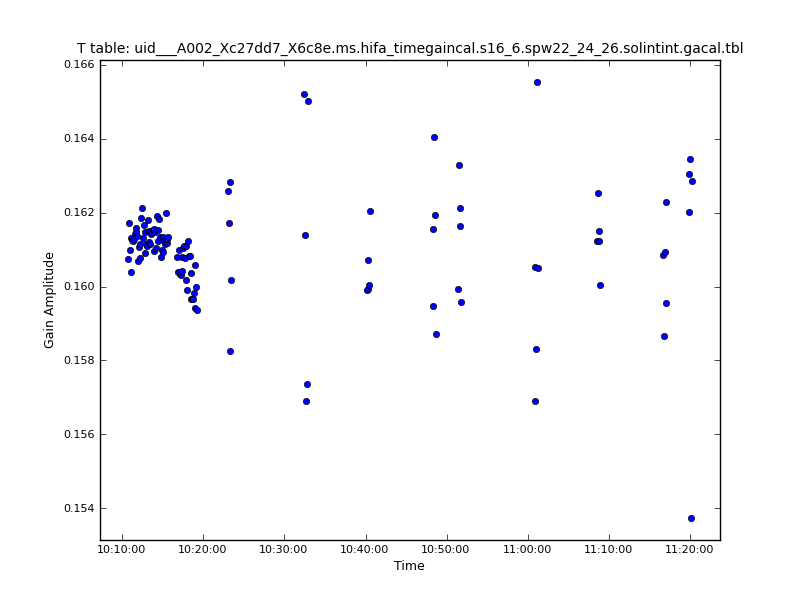 T table: uid___A002_Xc27dd7_X6c8e.ms.hifa_timegaincal.s16_6.spw22_24_26.solintint.gacal.tbl
0.166
0.164
0.162
0.160
0.158
0.156
0.154
Gain Amplitude
10:10:00 10:20:00 10:30:00 10:40:00 10:50:00 11:00:00 11:10:00 11:20:00
Time